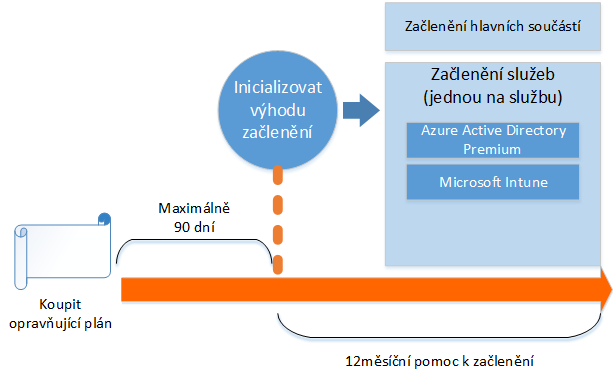 Začlenění hlavních součástí
Inicializovat
výhodu
začlenění
Začlenění služeb
(jednou na službu)
Azure Active Directory
Premium
Microsoft Intune
Maximálně
90 dní
Koupit
opravňující plán
12měsíční pomoc k začlenění